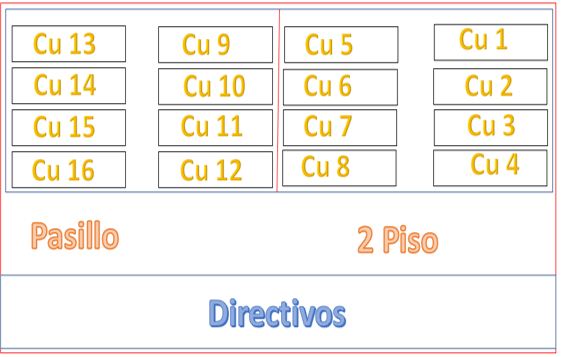 Cu 13 Cu 9 Cu 5 Cu 1
Cu 14 Cu 10 Cu 6 Cu 2
Cu 15 Cu 11 Cu 7 Cu 3
Cu 16 Cu 12 Cu 8 Cu 4
Pasillo 2 Piso
Directivos